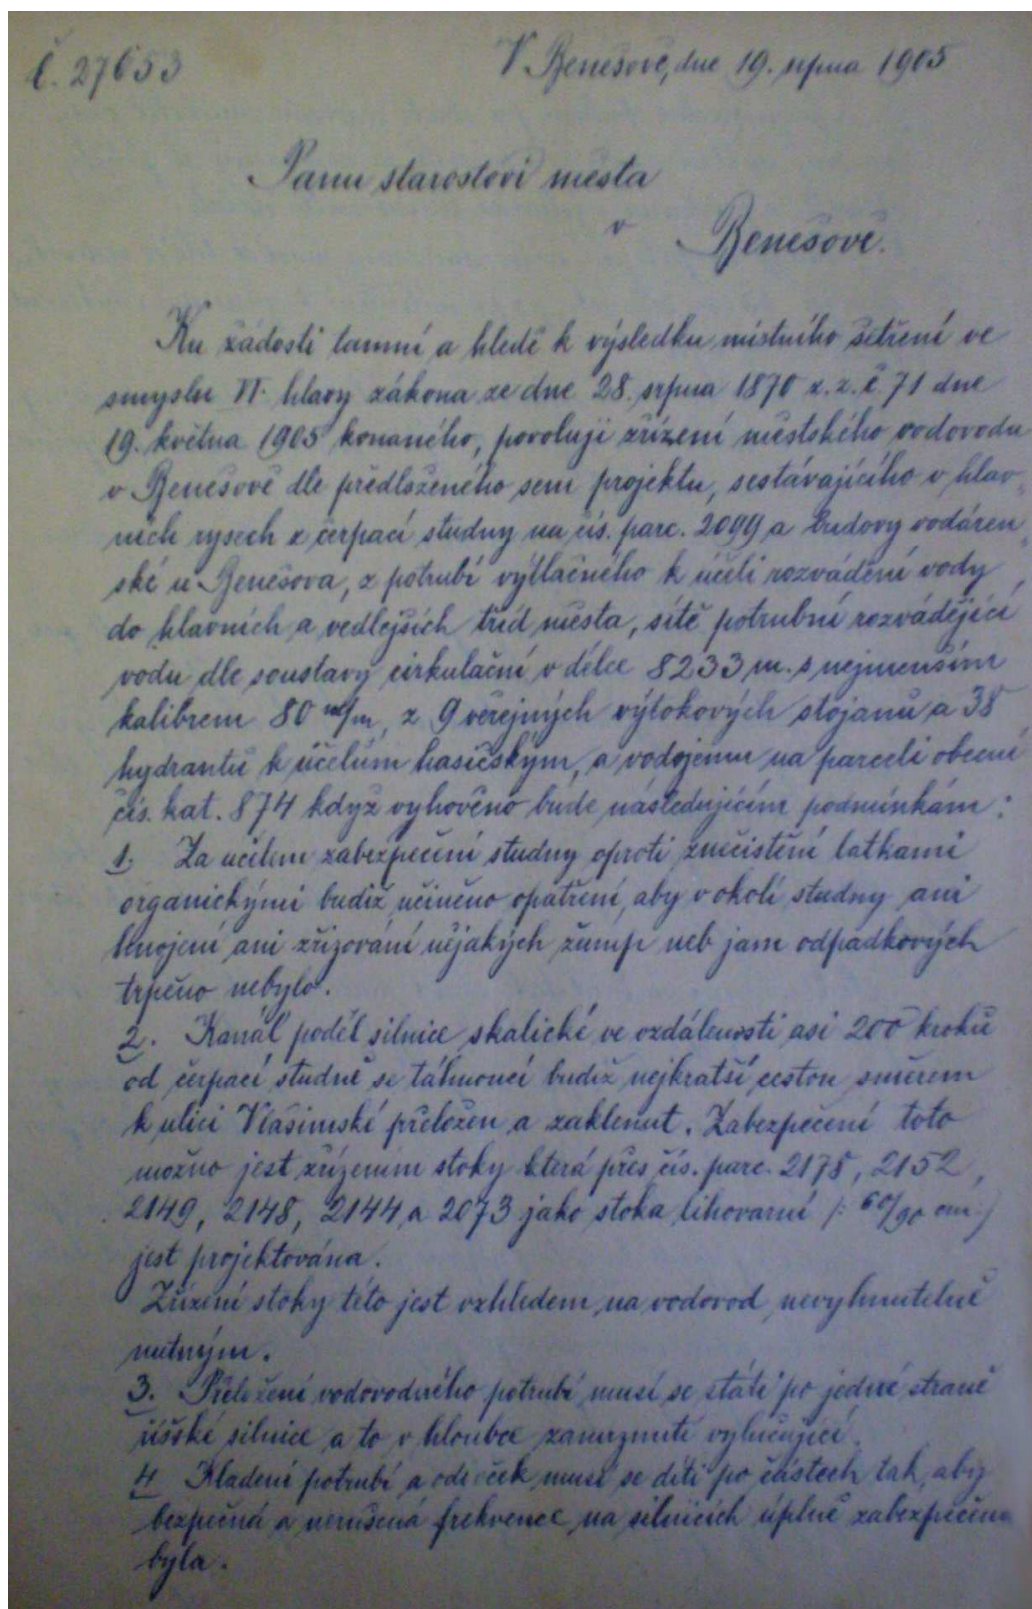 č. 27653
V Benešově, dne 19. srpna 1905
Panu starostovi města
v
Benešově.
Ku žádosti tamní a hledě k výsledku místního šetření ve
smyslu VI. hlavy zákona ze dne 28. srpna 1870 z. z. č. 71 dne
19. května 1905 konaného, povoluji zřízení městského vodovodu
v Benešově dle předloženého sem projektu, sestávajícího v hlav-
ních rysech z čerpací studny na čís. parc. 2099 a budovy vodáren-
ské u Benešova, z potrubí výtlačného k účeli rozvádění vody
do hlavních a vedlejších tříd města, sítě potrubní rozvádějící
vodu dle soustavy cirkulační v délce 8233 m. s nejmenším
kalibrem 80 m/m, z 9 veřejných výtokových stojanů a 38
hydrantů k účelům hasičským, a vodojemu na parceli obecní
čís. kat. 874 když vyhověno bude následujícím podmínkám:
1. Za účelem zabezpečení studny oproti znečistění latkami
organickými budiž učiněno opatření, aby v okolí studny ani
hnojení ani zřizování nějakých žump neb jam odpadkových
trpěno nebylo.
2. Kanál podél silnice skalické ve vzdálenosti asi 200 kroků
od čerpací studně se táhnoucí budiž nejkratší cestou směrem
k ulici Vlašimské přeložen a zaklenut. Zabezpečení toto
možno jest zřízením stoky která přes čís. parc. 2178, 2152,
2149, 2148, 2144 a 2073 jako stoka lihovarní /: 60/90 cm :/
jest projektována.
Zřízení stoky této jest vzhledem na vodovod nevyhnutelně
nutným.
3. Přeložení vodovodného potrubí musí se státi po jedné straně
říšské silnice a to v hloubce zamrznutí vylučující.
4 Kladení potrubí a odboček musí se díti po částech tak, aby
bezpečná a nerušená frekvence na silnicích úplně zabezpečena
byla.